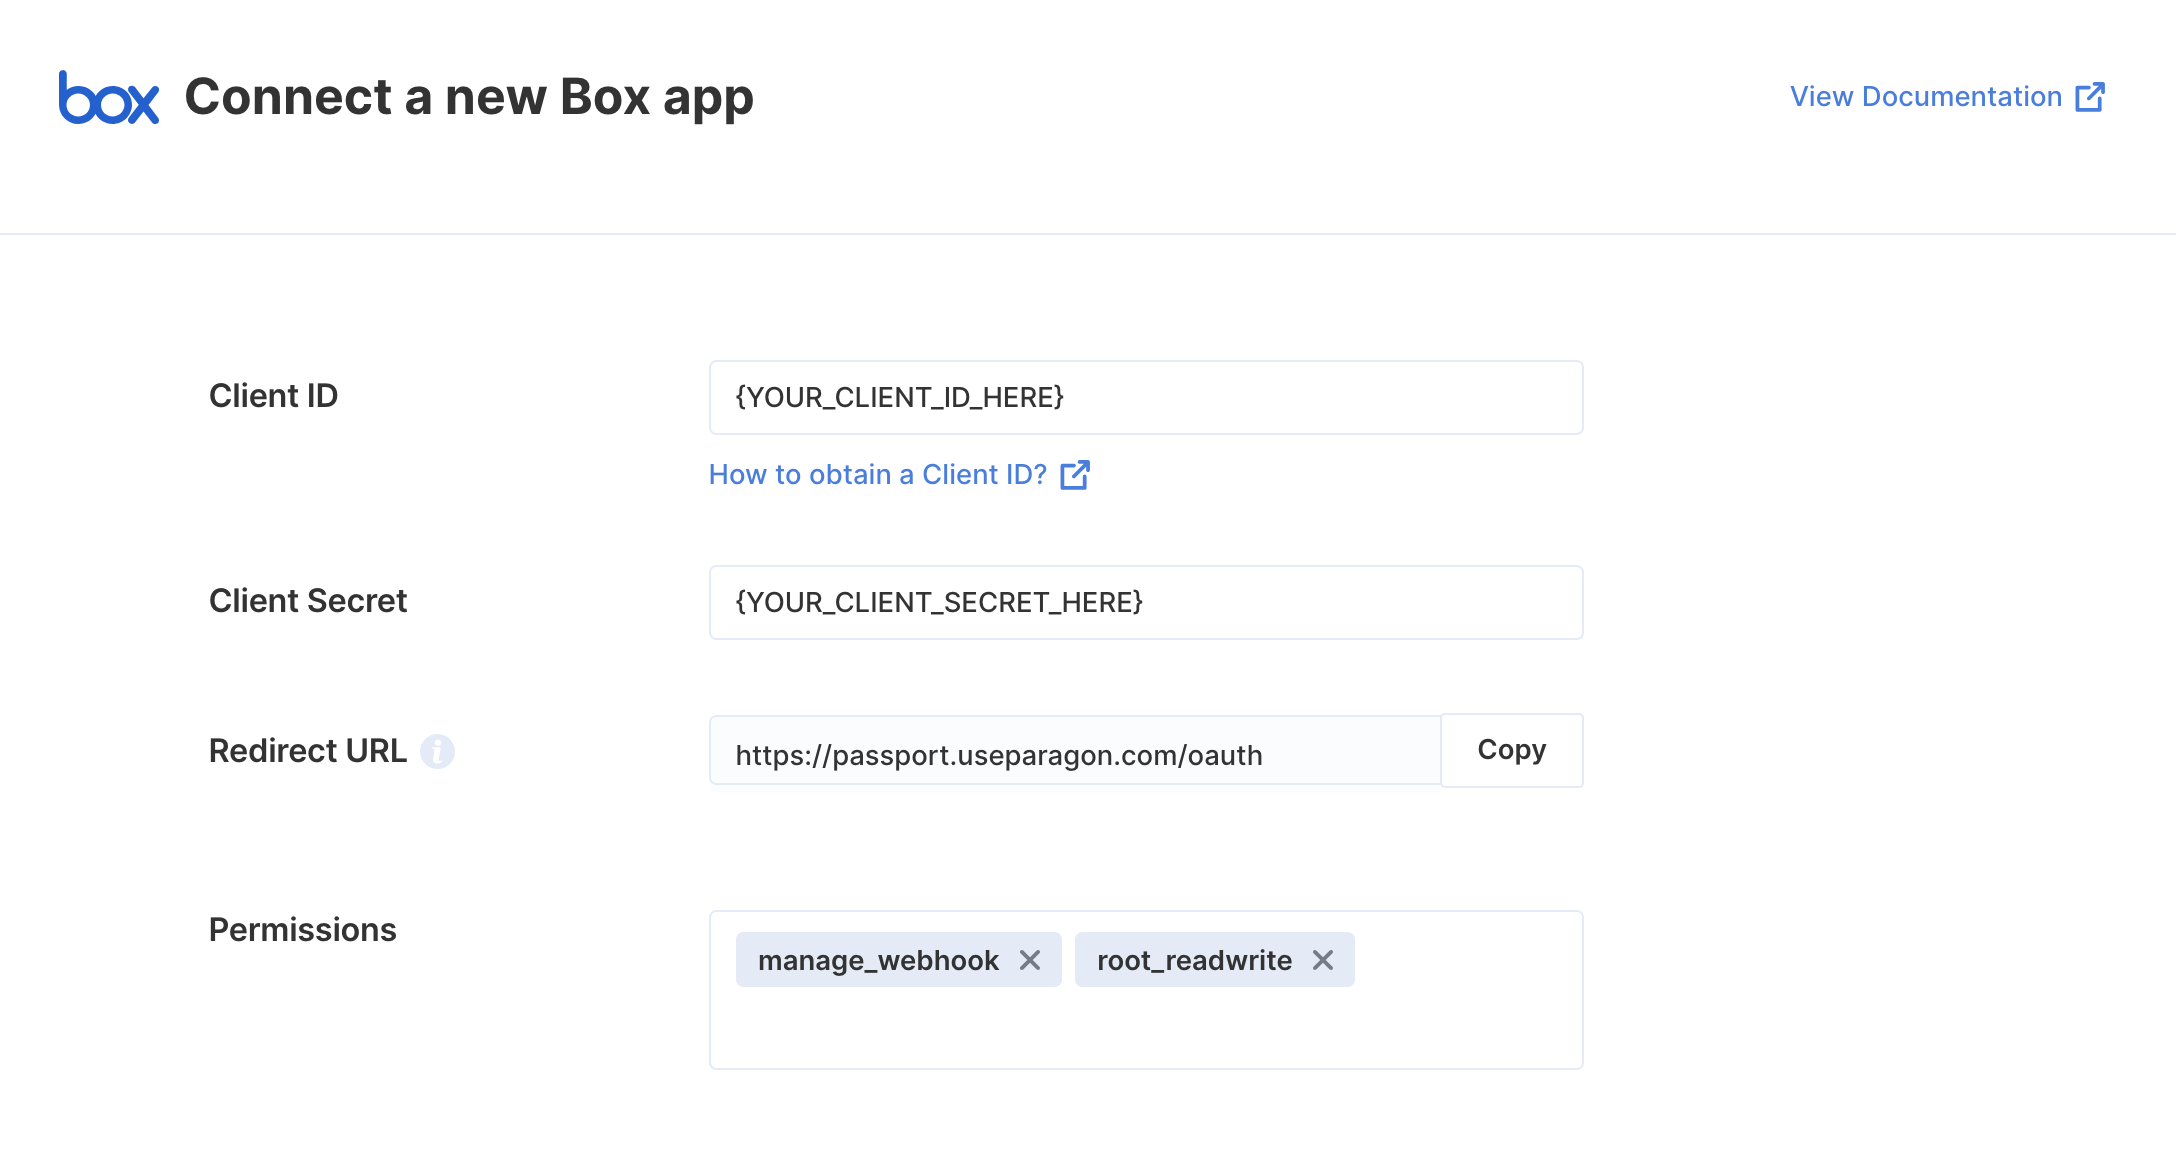 box Connect a new Box app
View Documentation
Client ID
{YOUR_CLIENT_ID_HERE}
How to obtain a Client ID?
Client Secret
{YOUR_CLIENT_SECRET_HERE}
Redirect URL i
https://passport.useparagon.com/oauth
Copy
Permissions
manage_webhook root_readwrite